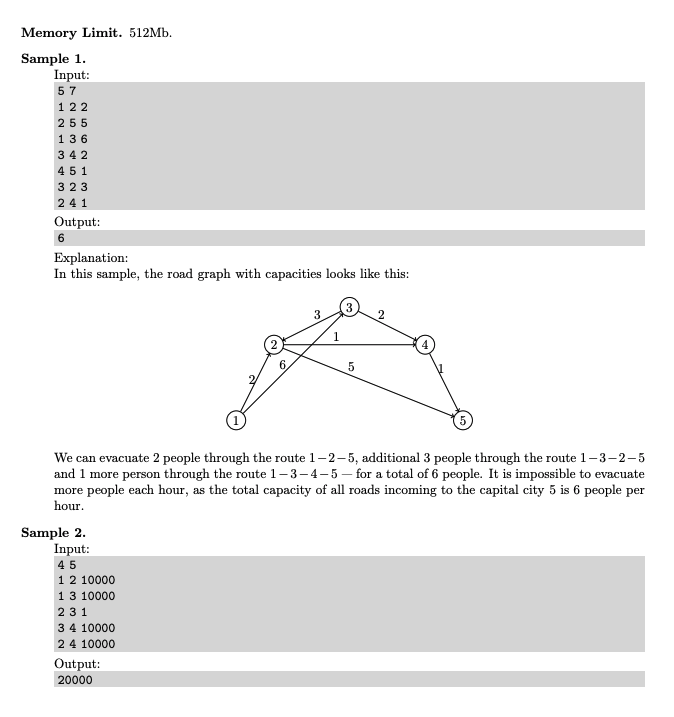 Memory Limit. 512Mb.
Sample 1.
Input:
5 7
1 2 2
2 5 5
1 3 6
3 4 2
4 5 1
3 2 3
2 4 1
Output:
6
Explanation:
In this sample, the road graph with capacities looks like this:
3
3
2
2
1
4
6
5
2
1
1
5
We can evacuate 2 people through the route 1−2−5, additional 3 people through the route 1−3−2−5
and 1 more person through the route 1−3−4−5 — for a total of 6 people. It is impossible to evacuate
more people each hour, as the total capacity of all roads incoming to the capital city 5 is 6 people per
hour.
Sample 2.
Input:
4 5
1 2 10000
1 3 10000
2 3 1
3 4 10000
2 4 10000
Output:
20000